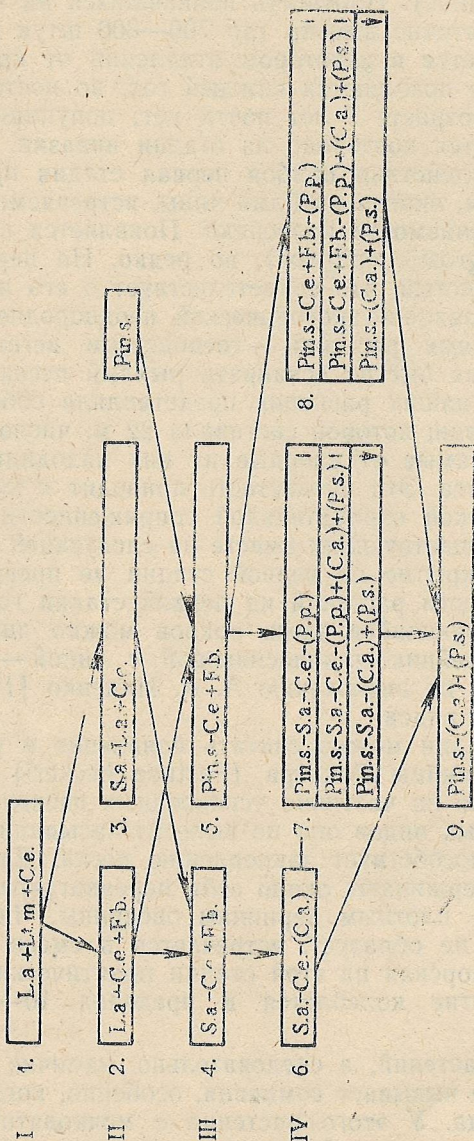 I 1. L.a+Li.m+C.e.
II 2. L.a+C.e+F.b. 3. S.a-L.a+C.e. Pin.s.
III 4. S.a-C.e+F.b. 5. Pin.s-C.e+F.b.
IV 6. S.a-C.e-(C.a.) 7. Pin.s-S.a-C.e-(P.p.) 8. Pin.s-C.e+F.b-(P.p.)
Pin.s-S.a-C.e-(P.p.)+(C.a.)+(P.s.) Pin.s-C.e+F.b-(P.p.)+(C.a.)+(P.s.)
Pin.s-S.a-(C.a.)+(P.s.) Pin.s-(C.a.)+(P.s.)
9. Pin.s-(C.a)+(P.s.)